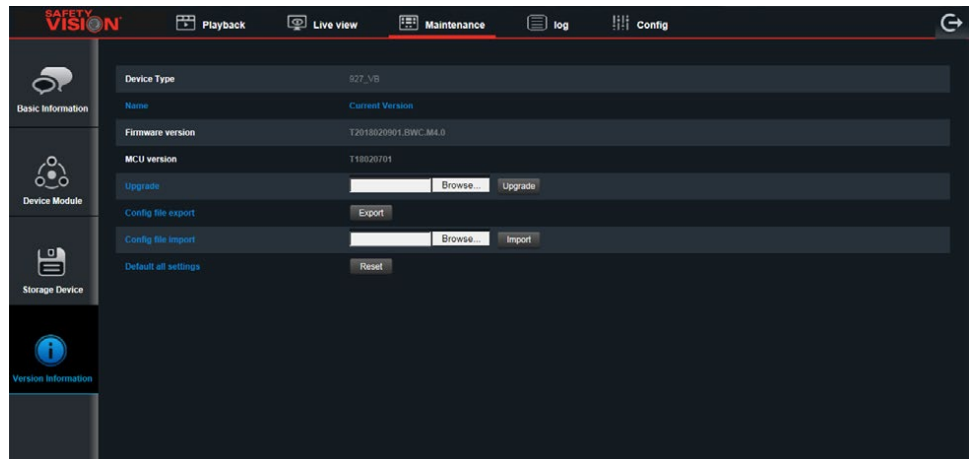 SAFETY VISION
Playback Live view Maintenance log Config
Basic Information
Device Module
Storage Device
Version Information
Device Type 927_VB
Name Current Version
Firmware version T2018020901.BWC.M4.0
MCU version T18020701
Upgrade Browse... Upgrade
Config file export Export
Config file import Browse... Import
Default all settings Reset